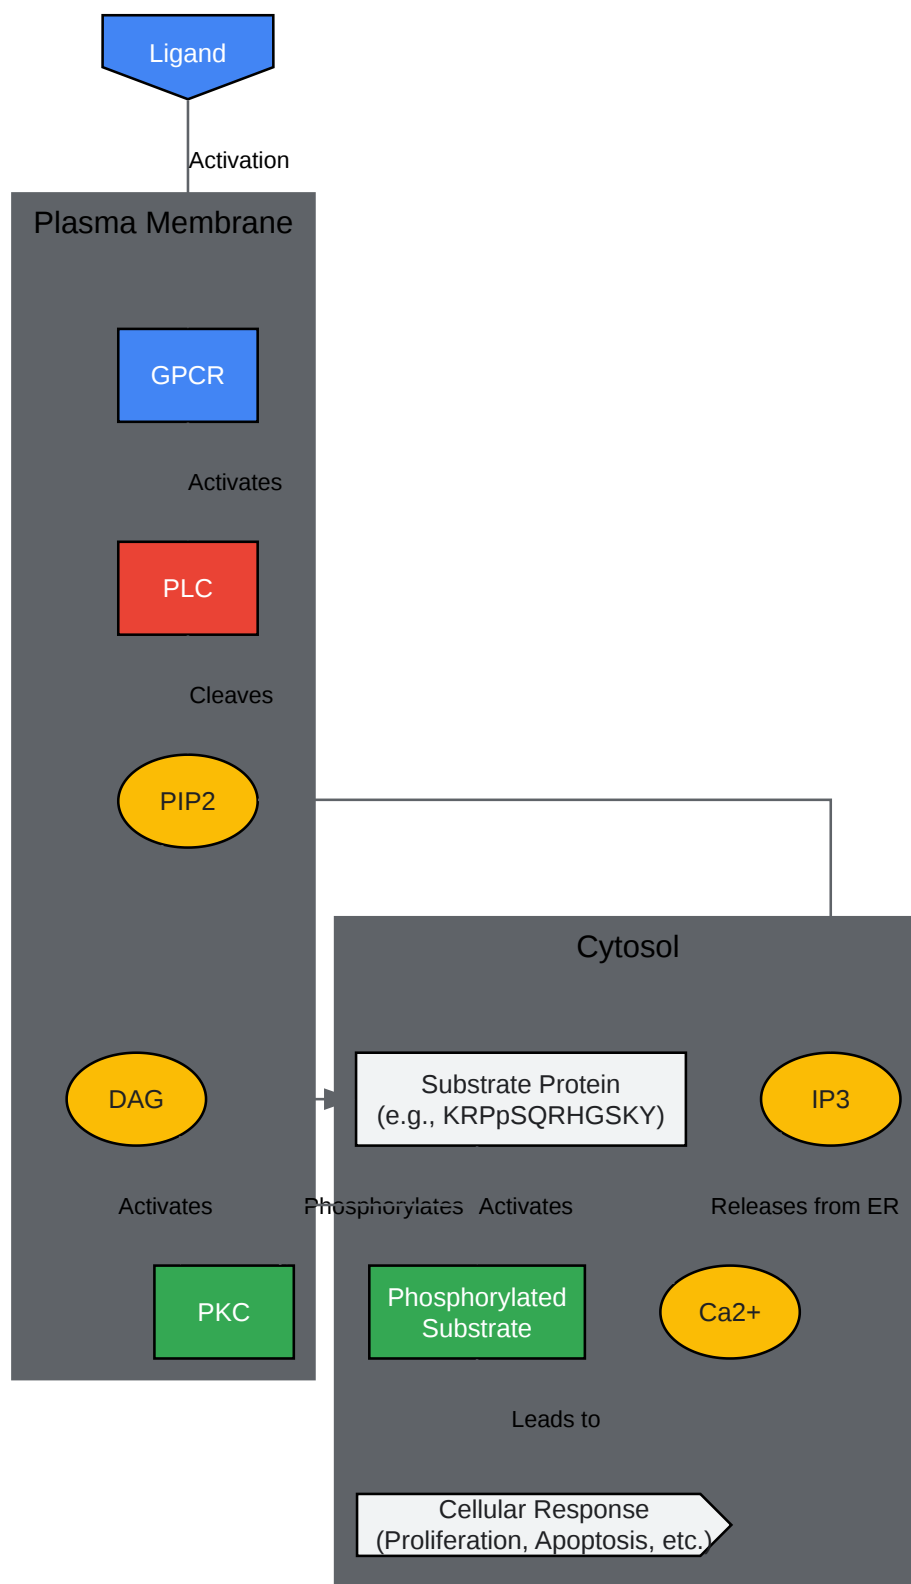 Ligand
Activation
Plasma Membrane
GPCR
Activates
PLC
Cleaves
PIP2
Cytosol
DAG
Substrate Protein
(e.g., KRPpSQRHGSKY)
IP3
Activates
Phosphorylates
Activates
Releases from ER
PKC
Phosphorylated
Substrate
Ca2+
Leads to
Cellular Response
(Proliferation, Apoptosis, etc.)